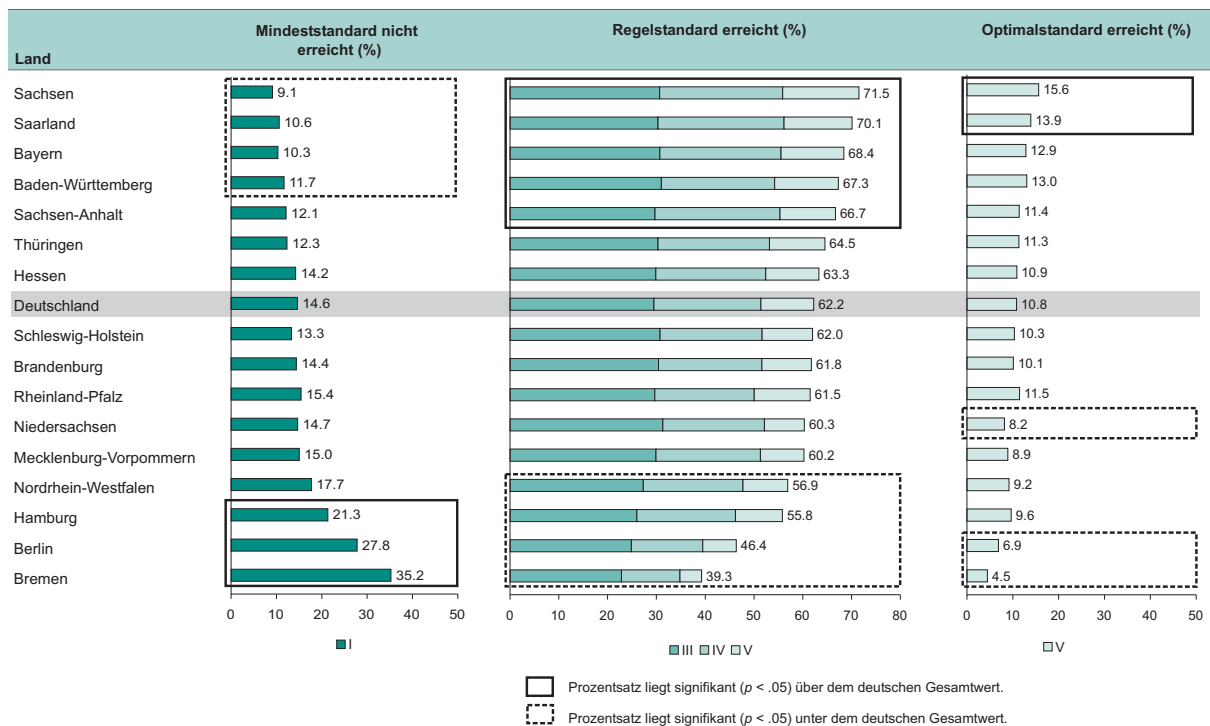 Land
Mindeststandard nicht
erreicht (%)
Regelstandard erreicht (%)
Optimalstandard erreicht (%)
Sachsen 9.1 71.5 15.6
Saarland 10.6 70.1 13.9
Bayern 10.3 68.4 12.9
Baden-Württemberg 11.7 67.3 13.0
Sachsen-Anhalt 12.1 66.7 11.4
Thüringen 12.3 64.5 11.3
Hessen 14.2 63.3 10.9
Deutschland 14.6 62.2 10.8
Schleswig-Holstein 13.3 62.0 10.3
Brandenburg 14.4 61.8 10.1
Rheinland-Pfalz 15.4 61.5 11.5
Niedersachsen 14.7 60.3 8.2
Mecklenburg-Vorpommern 15.0 60.2 8.9
Nordrhein-Westfalen 17.7 56.9 9.2
Hamburg 21.3 55.8 9.6
Berlin 27.8 46.4 6.9
Bremen 35.2 39.3 4.5
0 10 20 30 40 50 0 10 20 30 40 50 60 70 80 0 10 20 30 40 50
I III IV V V
Prozentsatz liegt signifikant (p < .05) über dem deutschen Gesamtwert.
Prozentsatz liegt signifikant (p < .05) unter dem deutschen Gesamtwert.